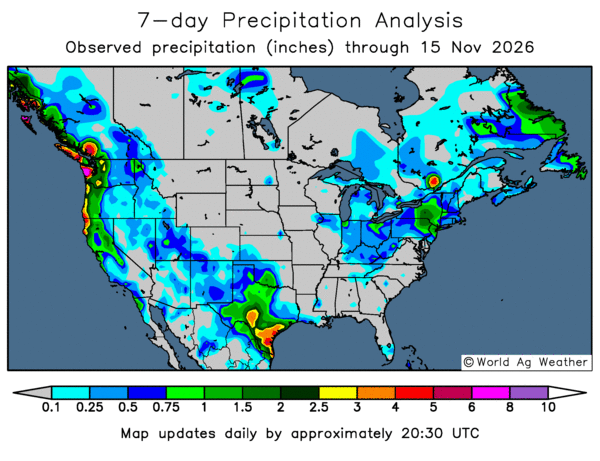 7-day Precipitation Analysis
Observed precipitation (inches) through 15 Nov 2026
© World Ag Weather
0.1 0.25 0.5 0.75 1 1.5 2 2.5 3 4 5 6 8 10
Map updates daily by approximately 20:30 UTC